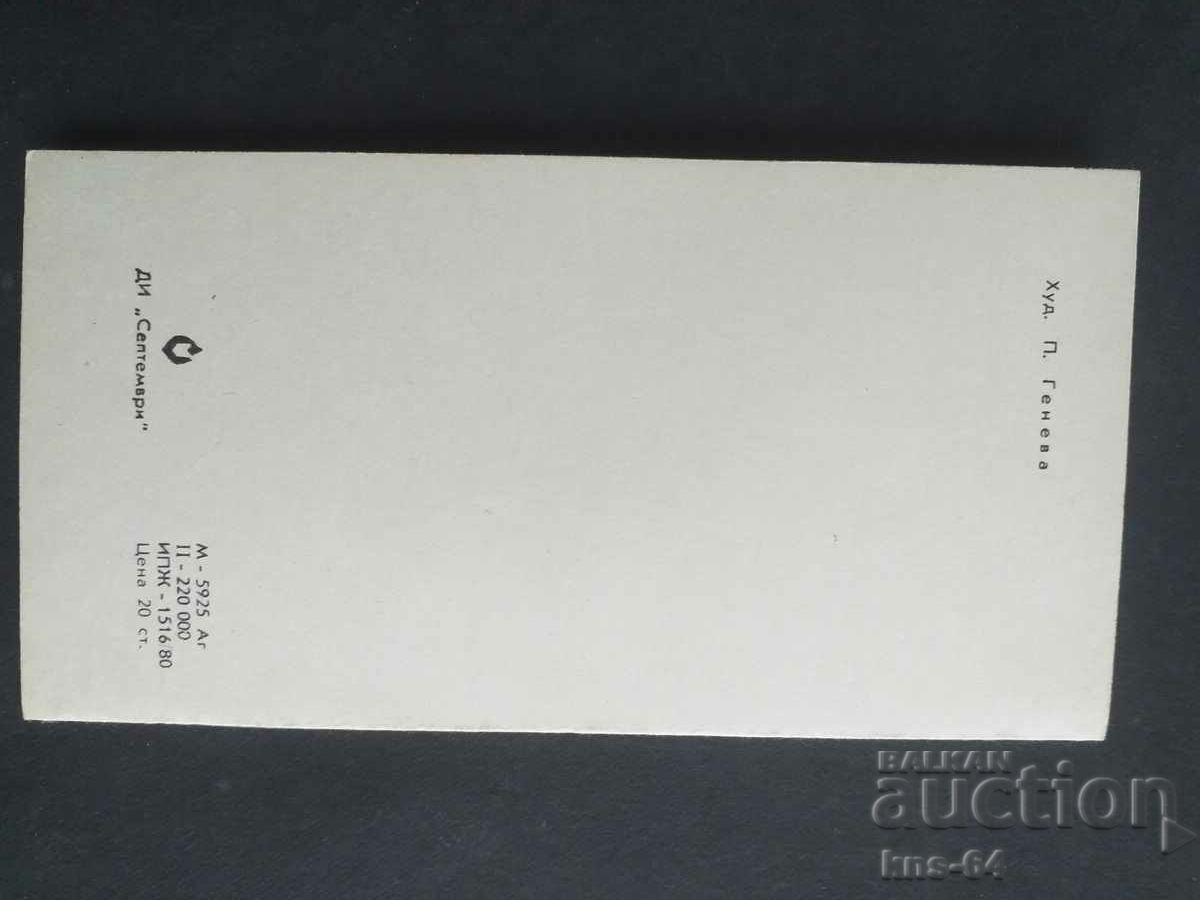 Худ. П. Генева
ДИ „Септември“
М - 5925 Аг
II - 220 000
ИПЖ - 1516/80
Цена 20 ст.
BALKAN
auction
kns-64